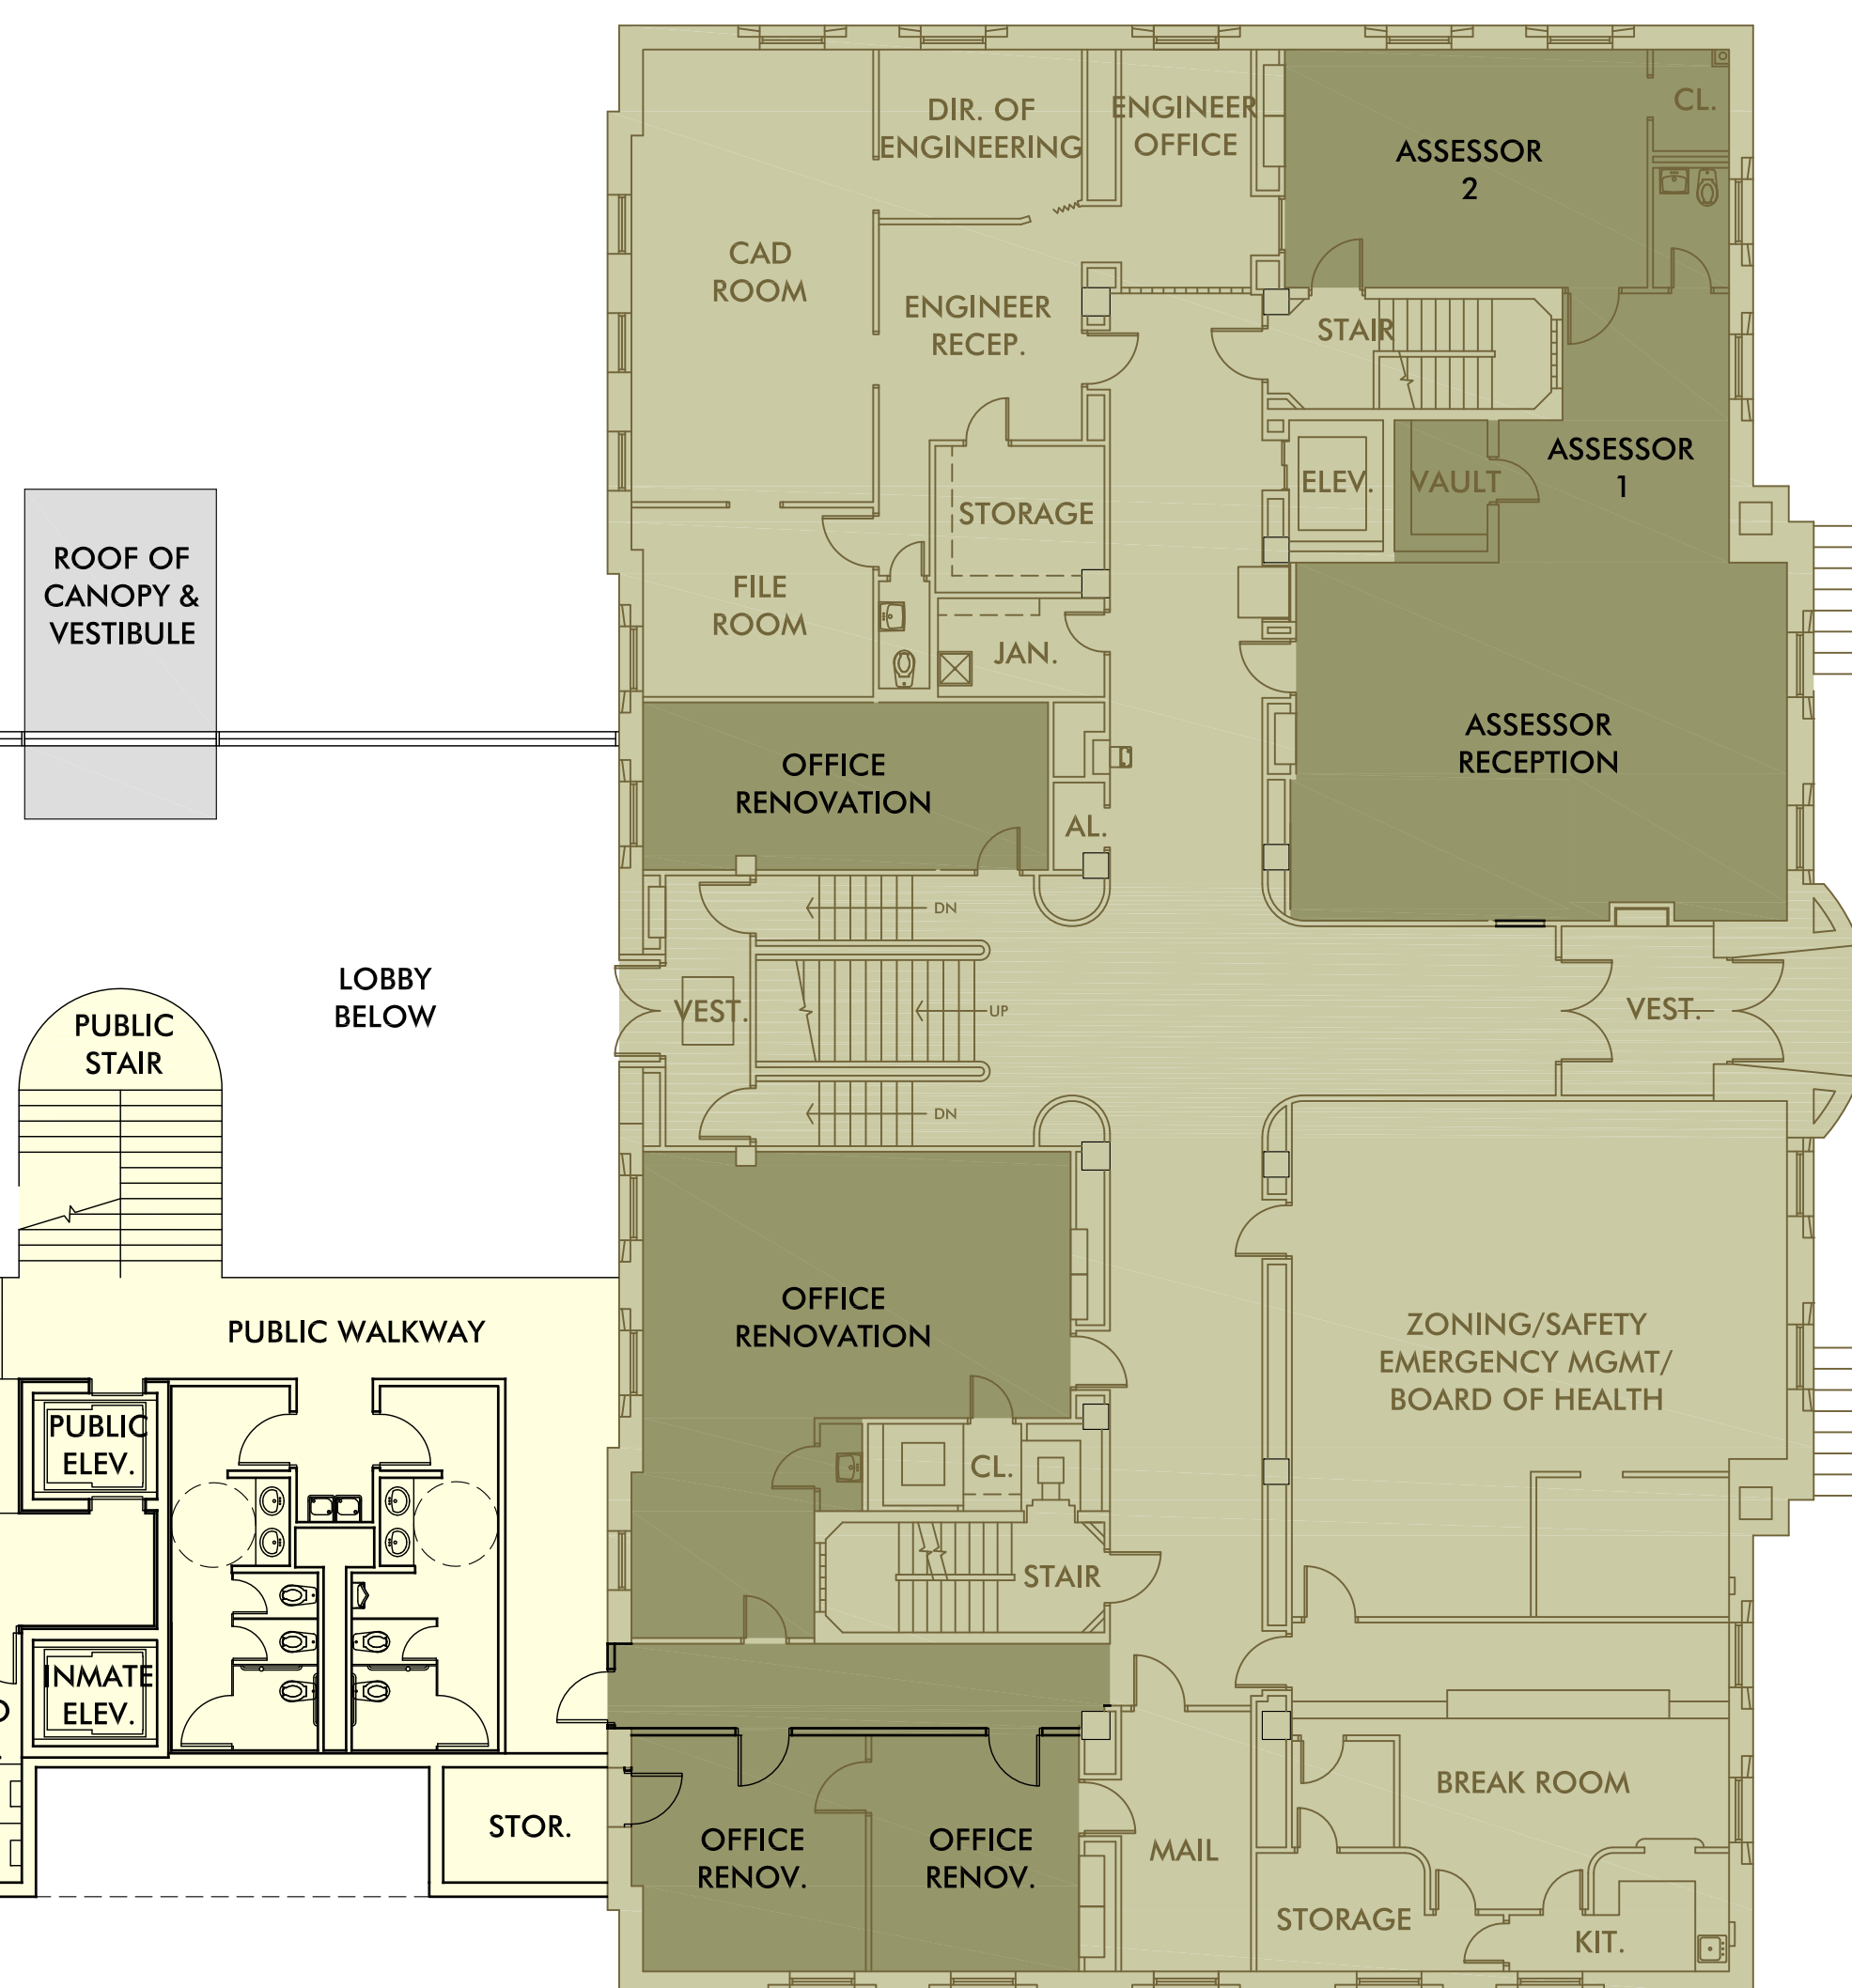 DIR. OF
ENGINEERING
ENGINEER
OFFICE
CL.
ASSESSOR
2
CAD
ROOM
ENGINEER
RECEP.
STAIR
ASSESSOR
1
ELEV.
VAULT
STORAGE
ROOF OF
CANOPY &
VESTIBULE
FILE
ROOM
JAN.
ASSESSOR
RECEPTION
OFFICE
RENOVATION
AL.
DN
LOBBY
BELOW
VEST.
UP
VEST.
PUBLIC
STAIR
DN
OFFICE
RENOVATION
PUBLIC WALKWAY
ZONING/SAFETY
EMERGENCY MGMT/
BOARD OF HEALTH
PUBLIC
ELEV.
CL.
STAIR
INMATE
ELEV.
BREAK ROOM
STOR.
OFFICE
RENOV.
OFFICE
RENOV.
MAIL
STORAGE
KIT.